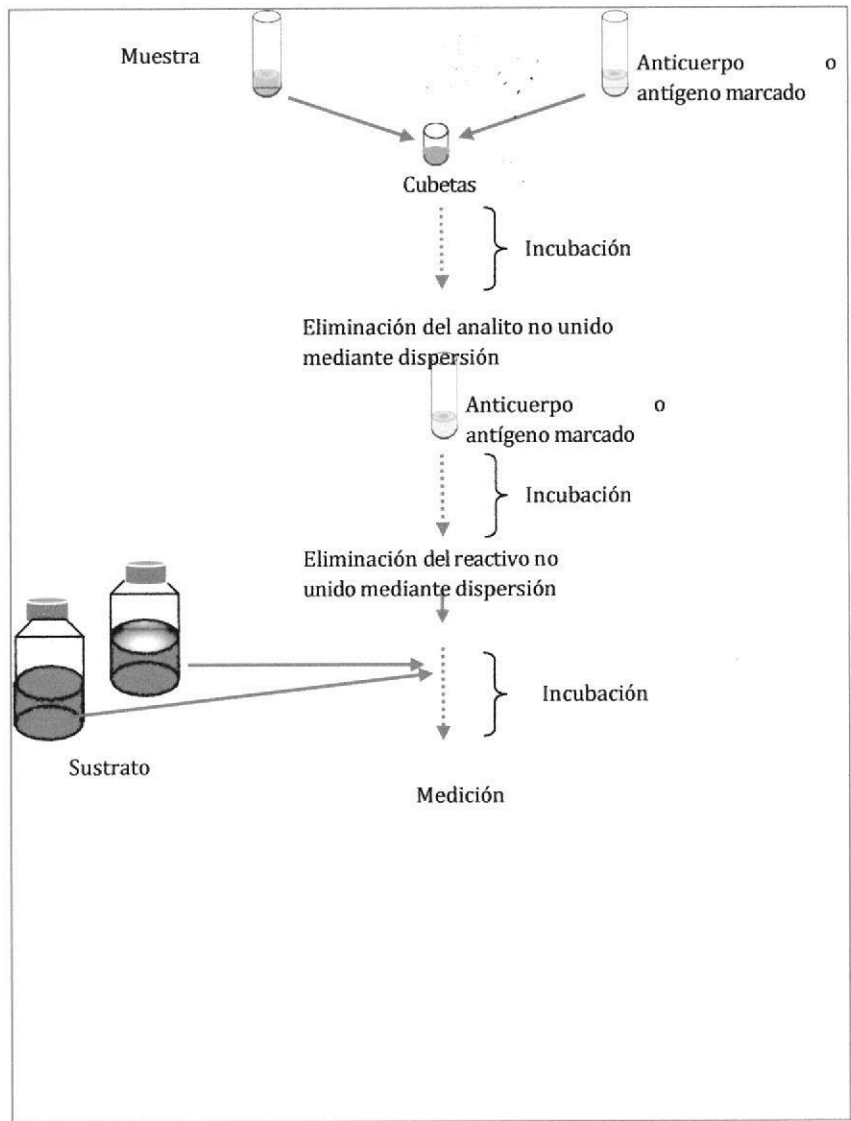 Muestra
Anticuerpo o
antígeno marcado
Cubetas
Incubación
Eliminación del analito no unido
mediante dispersión
Anticuerpo o
antígeno marcado
Incubación
Eliminación del reactivo no
unido mediante dispersión
Incubación
Sustrato
Medición